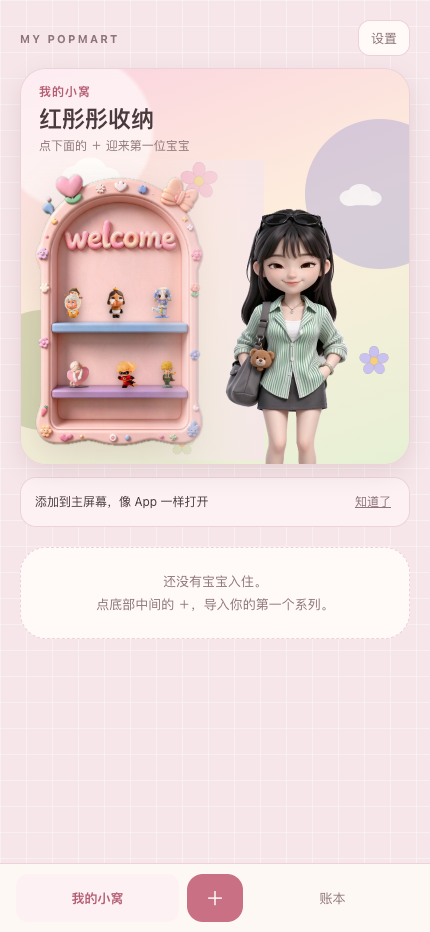 MY POPMART
设置
我的小窝
红彤彤收纳
点下面的 ＋ 迎来第一位宝宝
welcome
添加到主屏幕，像 App 一样打开
知道了
还没有宝宝入住。
点底部中间的 ＋，导入你的第一个系列。
我的小窝
＋
账本